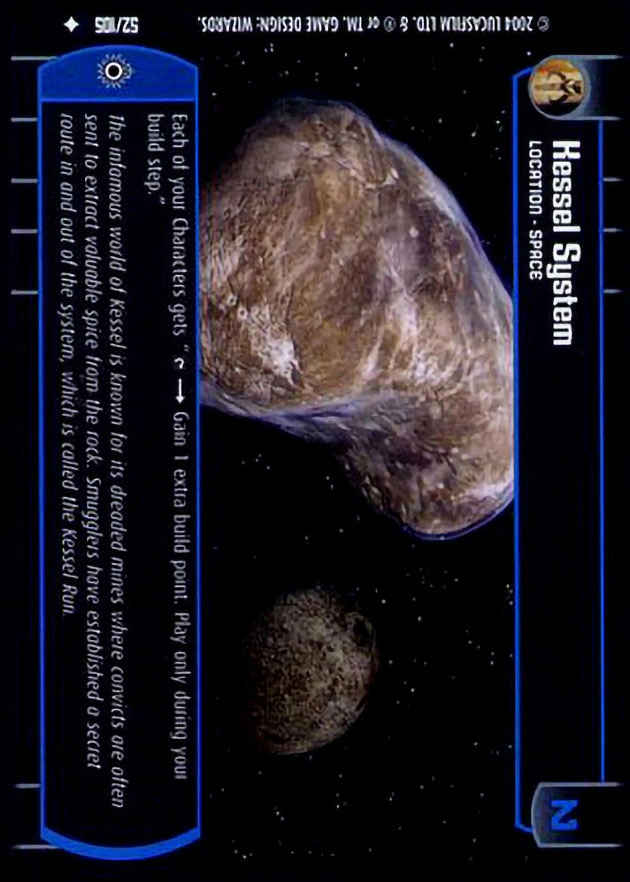 Kessel System
LOCATION · SPACE
N
Each of your Characters gets " → Gain 1 extra build point. Play only during your
build step."
The infamous world of Kessel is known for its dreaded mines where convicts are often
sent to extract valuable spice from the rock. Smugglers have established a secret
route in and out of the system, which is called the Kessel Run.
© 2004 LUCASFILM LTD. & ® or TM. GAME DESIGN: WIZARDS.
52/105